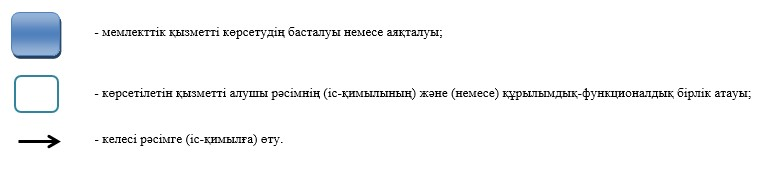 - мемлекттік қызметті көрсетудің басталуы немесе аяқталуы;
- көрсетілетін қызметті алушы рәсімнің (іс-қимылының) және (немесе) құрылымдық-функционалдық бірлік атауы;
- келесі рәсімге (іс-қимылға) өту.